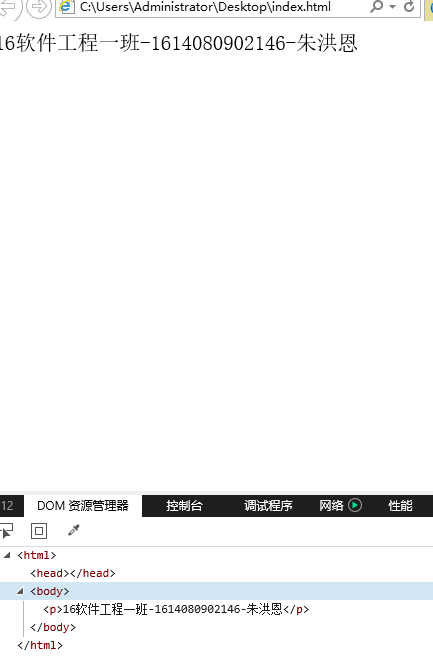 C:\Users\Administrator\Desktop\index.html
16软件工程一班-1614080902146-朱洪恩
12 DOM 资源管理器 控制台 调试程序 网络 性能
<html>
<head></head>
<body>
<p>16软件工程一班-1614080902146-朱洪恩</p>
</body>
</html>